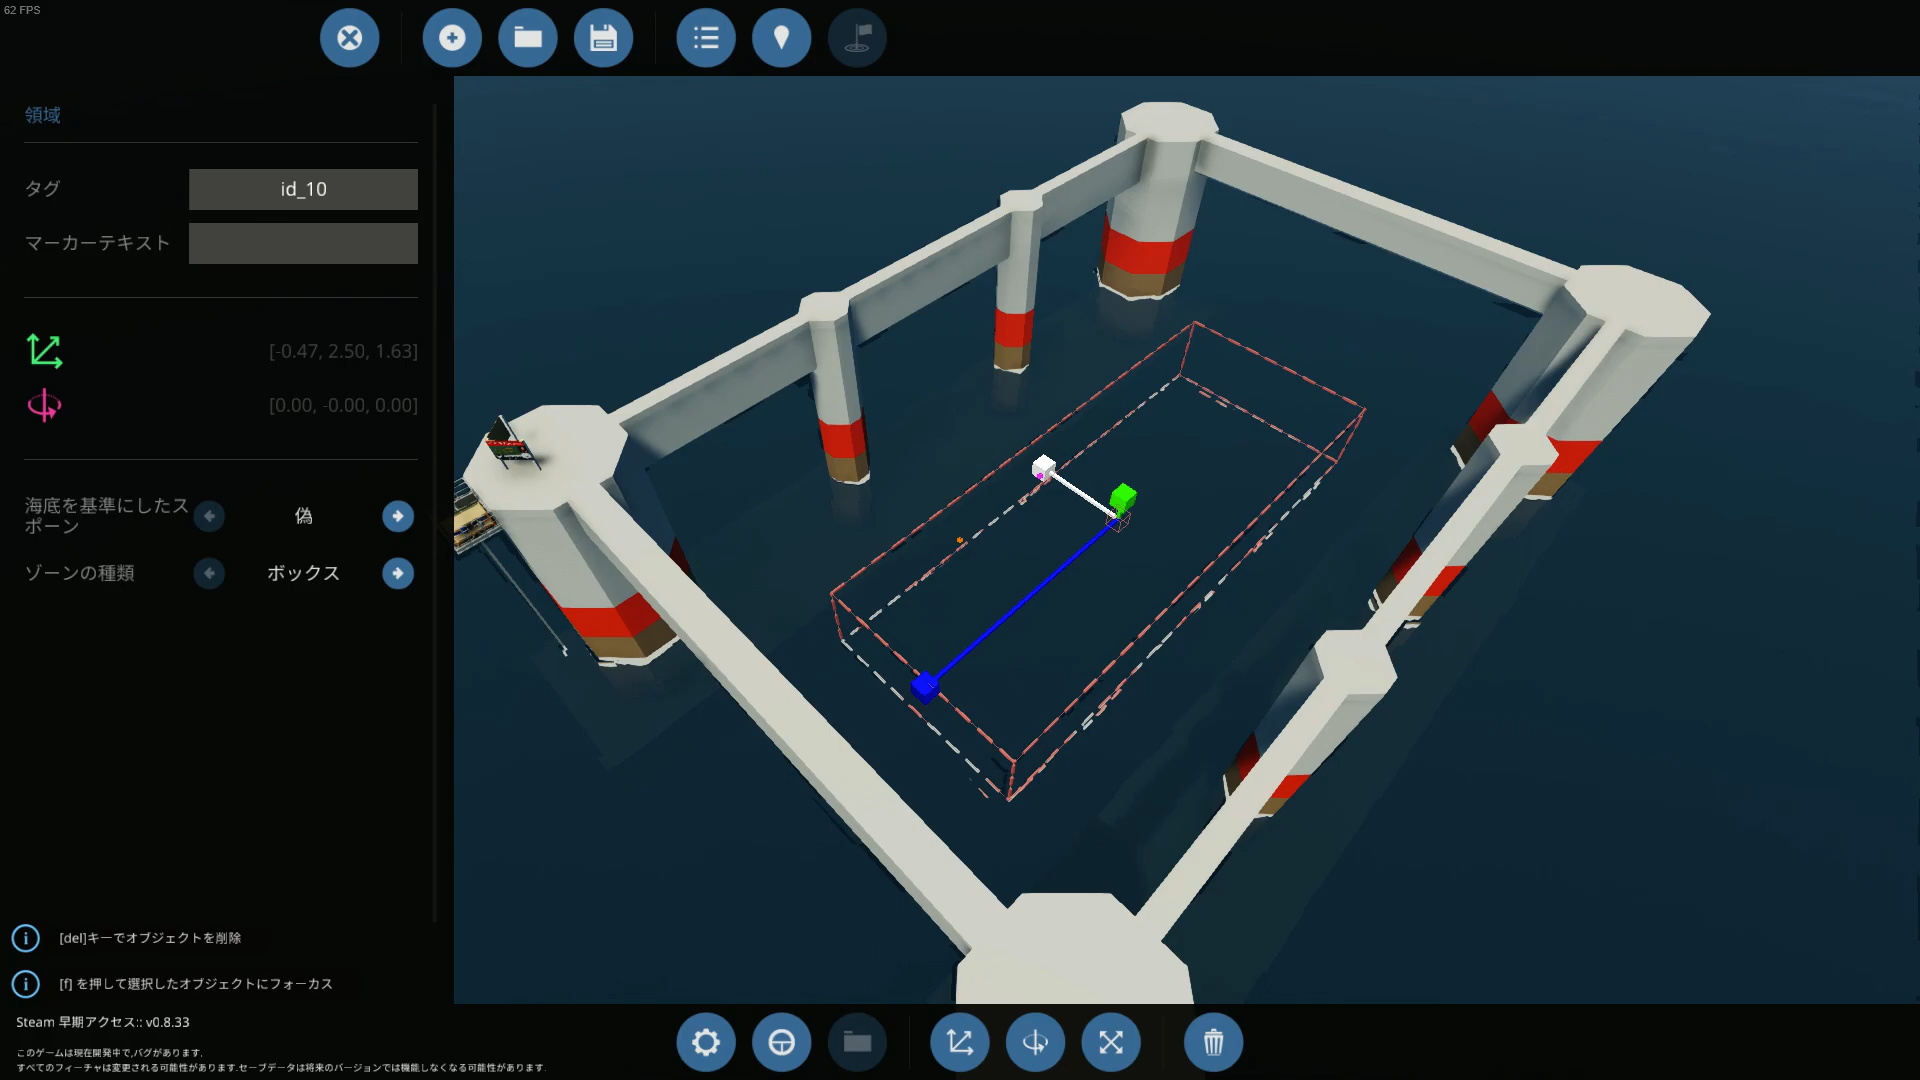 62 FPS
領域
タグ
id_10
マーカーテキスト
[-0.47, 2.50, 1.63]
[0.00, -0.00, 0.00]
海底を基準にしたス
ポーン
偽
ゾーンの種類
ボックス
[del]キーでオブジェクトを削除
[f] を押して選択したオブジェクトにフォーカス
Steam 早期アクセス:: v0.8.33
このゲームは現在開発中で,バグがあります.
すべてのフィーチャは変更される可能性があります.セーブデータは将来のバージョンでは機能しなくなる可能性があります.